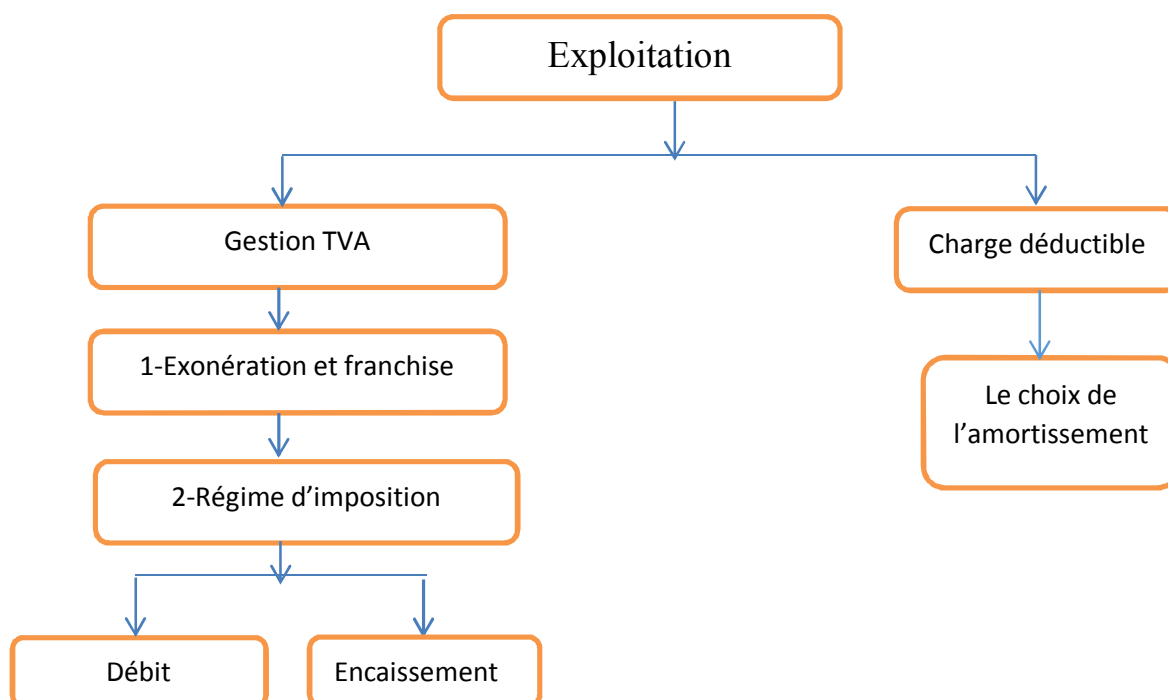 Exploitation
Gestion TVA
Charge déductible
1-Exonération et franchise
Le choix de
l’amortissement
2-Régime d’imposition
Débit
Encaissement